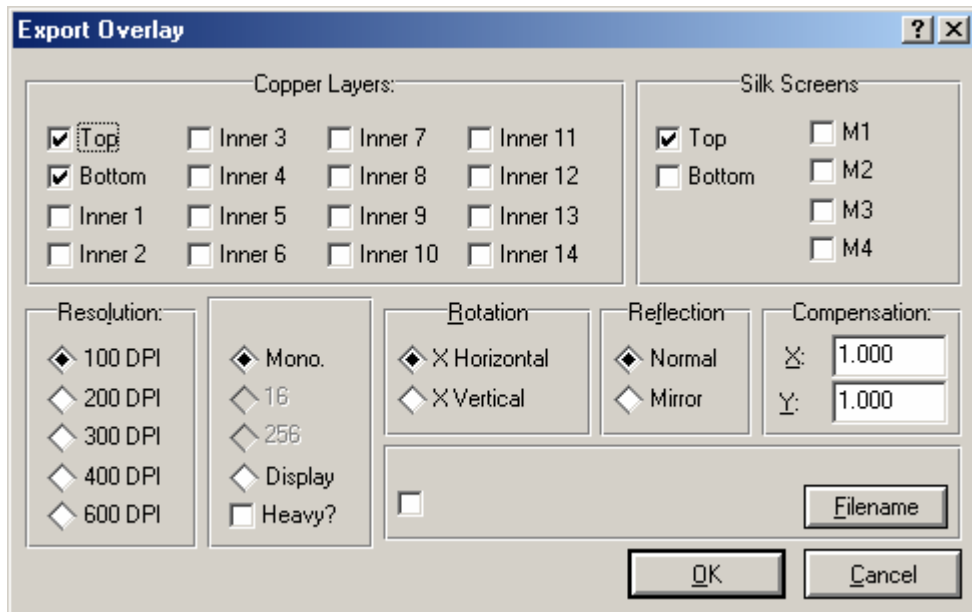 Export Overlay
Copper Layers:
Top Inner 3 Inner 7 Inner 11
Bottom Inner 4 Inner 8 Inner 12
Inner 1 Inner 5 Inner 9 Inner 13
Inner 2 Inner 6 Inner 10 Inner 14
Silk Screens
Top M1
Bottom M2
M3
M4
Resolution:
100 DPI
200 DPI
300 DPI
400 DPI
600 DPI
Mono.
16
256
Display
Heavy?
Rotation
X Horizontal
X Vertical
Reflection
Normal
Mirror
Compensation:
X: 1.000
Y: 1.000
Filename
OK Cancel